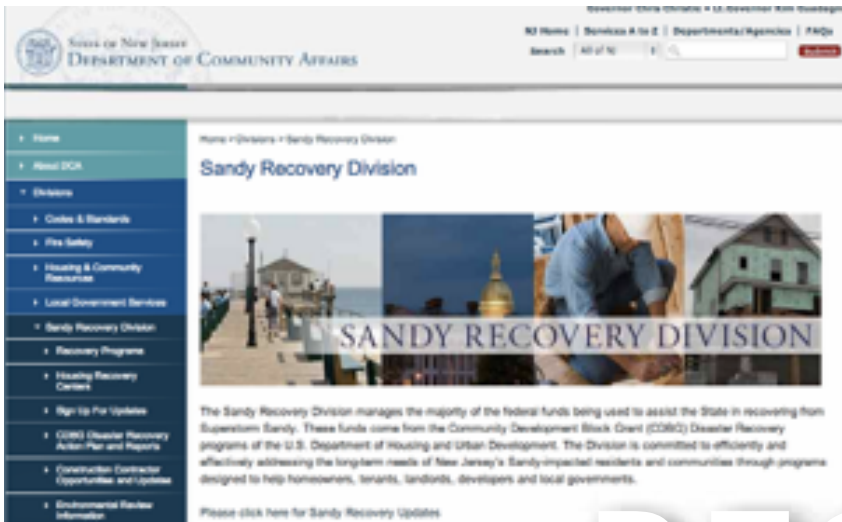 Governor Chris Christie • Lt.Governor Kim Guadagno
NJ Home | Services A to Z | Departments/Agencies | FAQs
Search All of NJ Submit
STATE OF NEW JERSEY
DEPARTMENT OF COMMUNITY AFFAIRS
Home > Divisions > Sandy Recovery Division
Sandy Recovery Division
Home
About DCA
Divisions
Codes & Standards
Fire Safety
Housing & Community
Resources
Local Government Services
Sandy Recovery Division
Recovery Programs
Housing Recovery
Centers
Sign Up For Updates
CDBG Disaster Recovery
Action Plan and Reports
Construction Contractor
Opportunities and Updates
Environmental Review
Information
SANDY RECOVERY DIVISION
The Sandy Recovery Division manages the majority of the federal funds being used to assist the State in recovering from
Superstorm Sandy. These funds come from the Community Development Block Grant (CDBG) Disaster Recovery
programs of the U.S. Department of Housing and Urban Development. The Division is committed to efficiently and
effectively addressing the long-term needs of New Jersey's Sandy-impacted residents and communities through programs
designed to help homeowners, tenants, landlords, developers and local governments.
Please click here for Sandy Recovery Updates